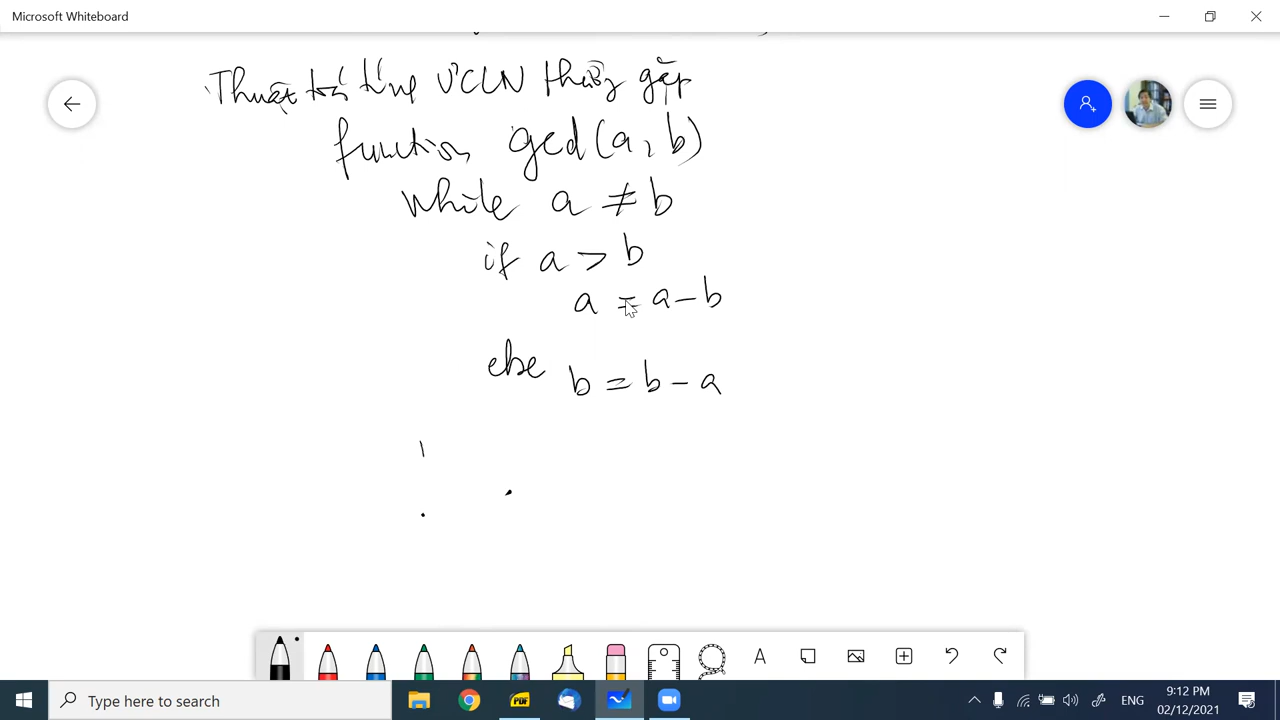 Microsoft Whiteboard
Thuật toán tìm ƯCLN thường gặp
function gcd(a, b)
while a ≠ b
if a > b
a = a - b
else b = b - a
A
Type here to search
PDF
ENG
9:12 PM
02/12/2021